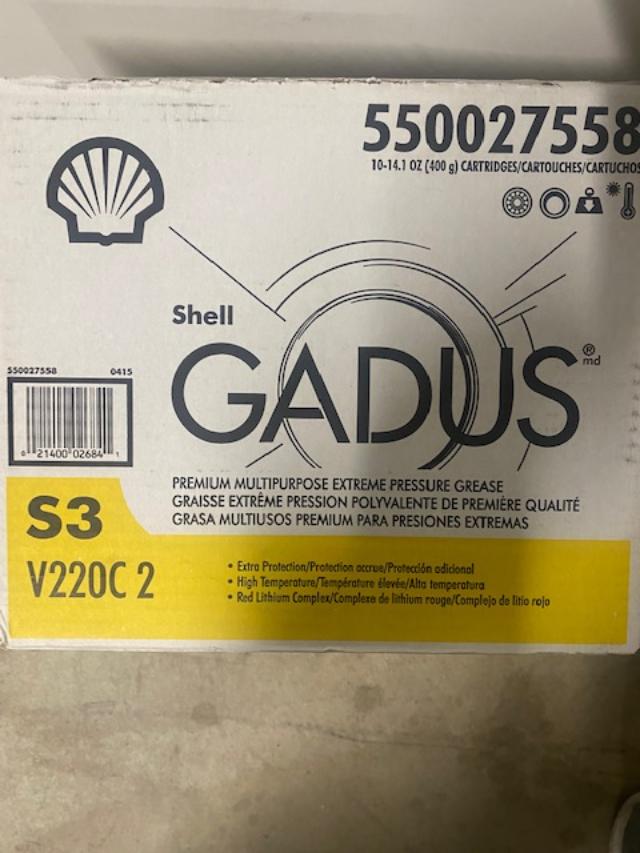 550027558
10-14.1 OZ (400 g) CARTRIDGES/CARTOUCHES/CARTUCHOS
Shell
GADUS®
md
550027558 0415
0 21400 02684 1
PREMIUM MULTIPURPOSE EXTREME PRESSURE GREASE
GRAISSE EXTRÊME PRESSION POLYVALENTE DE PREMIÈRE QUALITÉ
GRASA MULTIUSOS PREMIUM PARA PRESIONES EXTREMAS
S3
V220C 2
• Extra Protection/Protection accrue/Protección adicional
• High Temperature/Température élevée/Alta temperatura
• Red Lithium Complex/Complexe de lithium rouge/Complejo de litio rojo